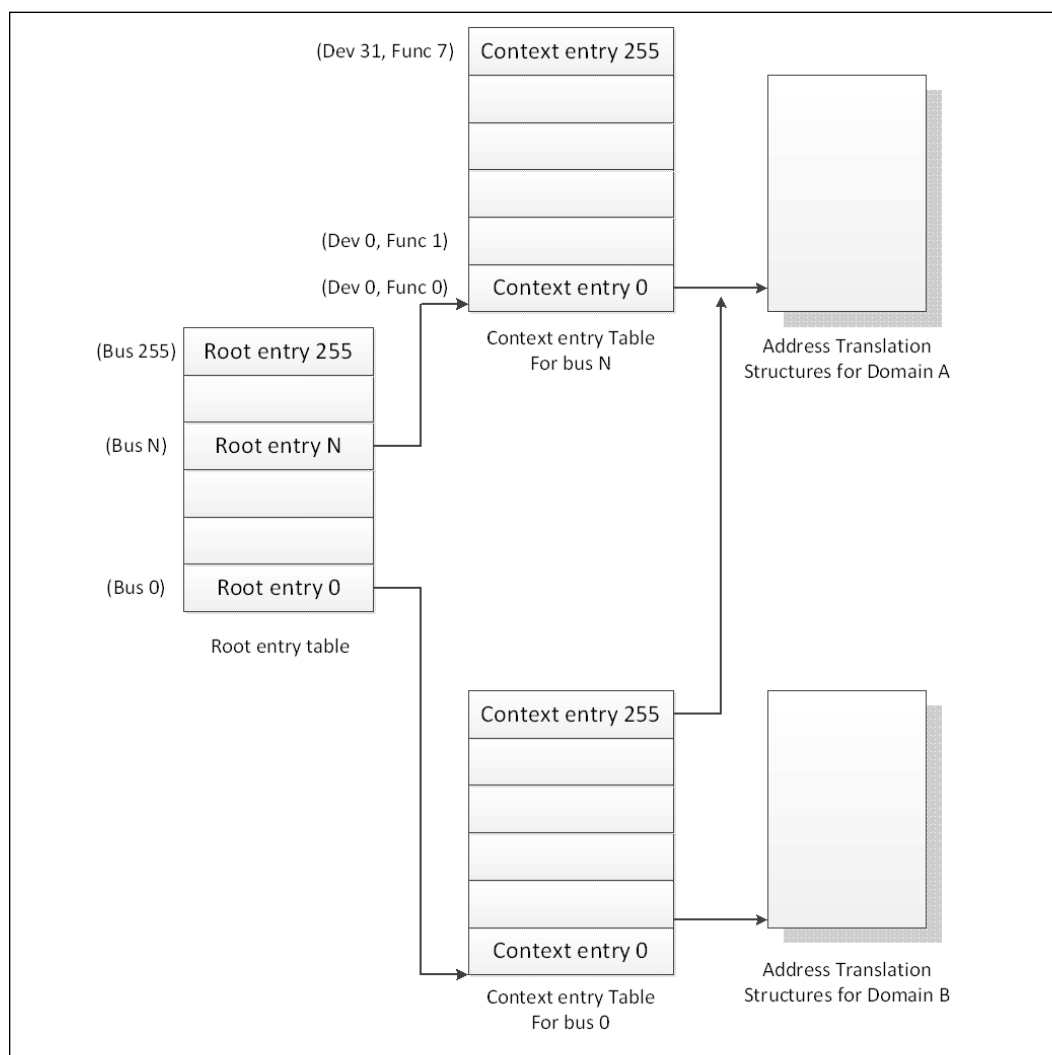 (Dev 31, Func 7) Context entry 255
(Dev 0, Func 1)
(Dev 0, Func 0) Context entry 0
Context entry Table
For bus N
Address Translation
Structures for Domain A
(Bus 255) Root entry 255
(Bus N) Root entry N
(Bus 0) Root entry 0
Root entry table
Context entry 255
Context entry 0
Context entry Table
For bus 0
Address Translation
Structures for Domain B